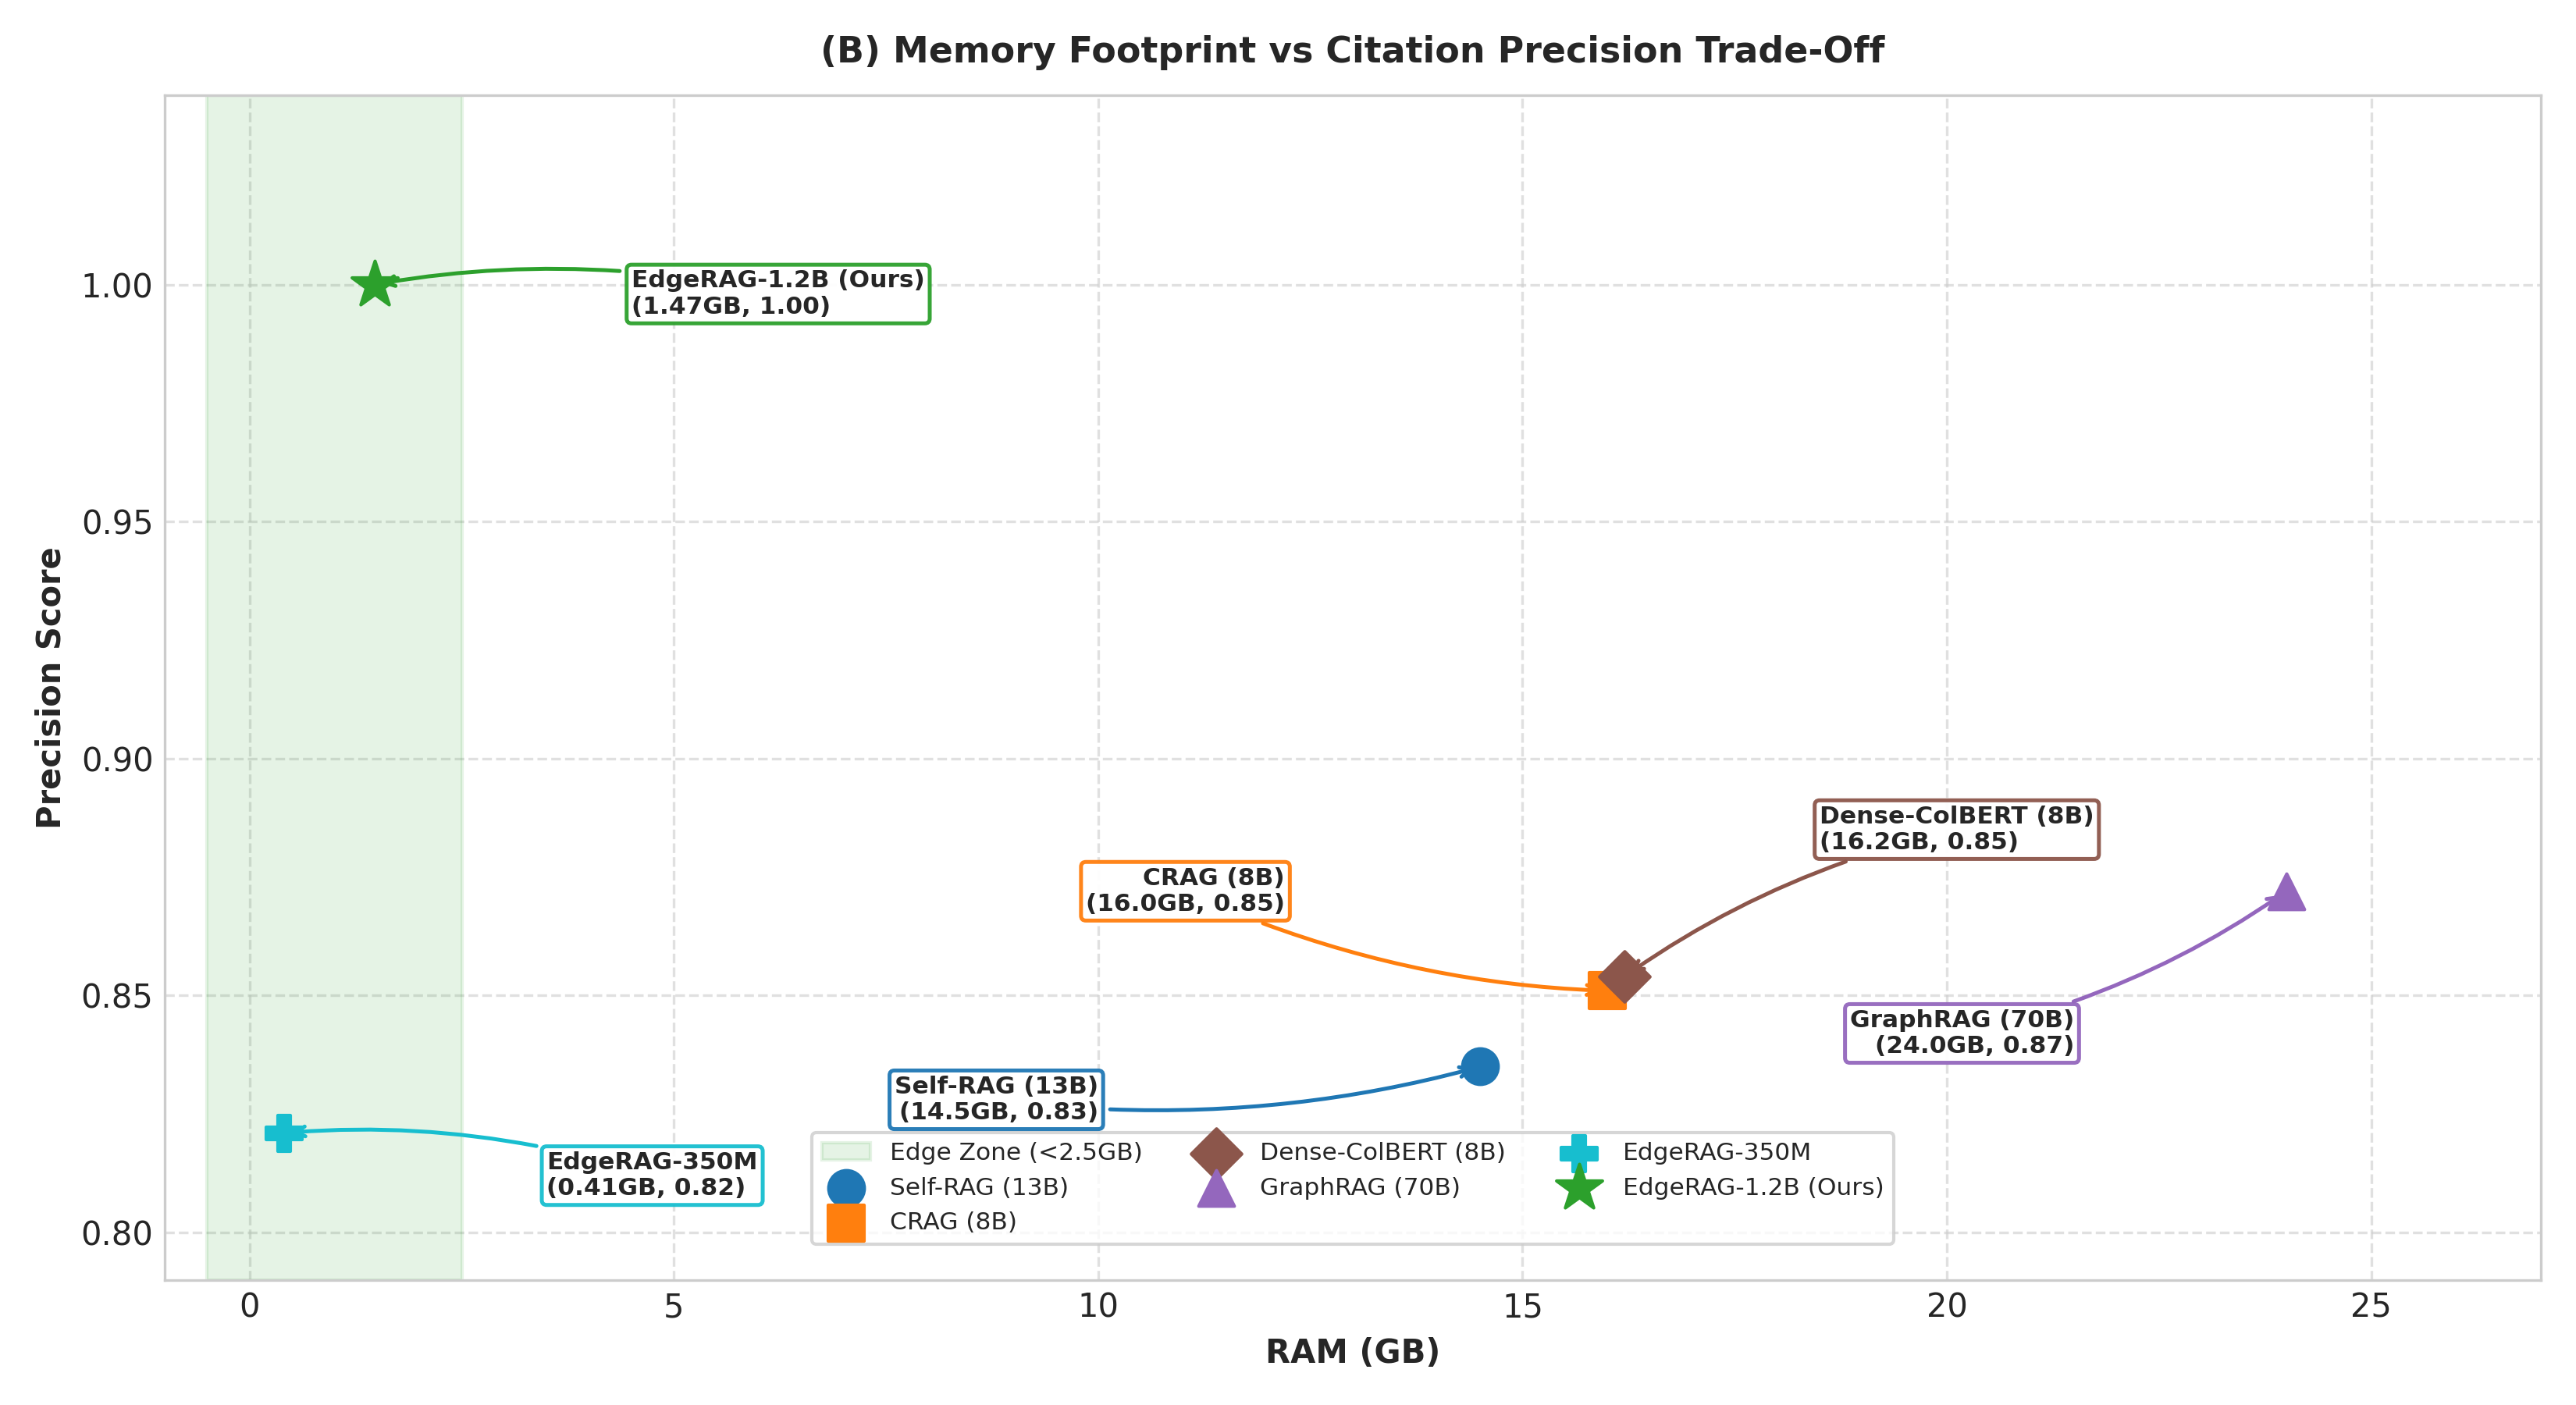 (B) Memory Footprint vs Citation Precision Trade-Off
Precision Score
1.00
0.95
0.90
0.85
0.80
EdgeRAG-1.2B (Ours)
(1.47GB, 1.00)
Dense-ColBERT (8B)
(16.2GB, 0.85)
CRAG (8B)
(16.0GB, 0.85)
GraphRAG (70B)
(24.0GB, 0.87)
Self-RAG (13B)
(14.5GB, 0.83)
EdgeRAG-350M
(0.41GB, 0.82)
Edge Zone (<2.5GB)
Self-RAG (13B)
CRAG (8B)
Dense-ColBERT (8B)
GraphRAG (70B)
EdgeRAG-350M
EdgeRAG-1.2B (Ours)
0
5
10
15
20
25
RAM (GB)